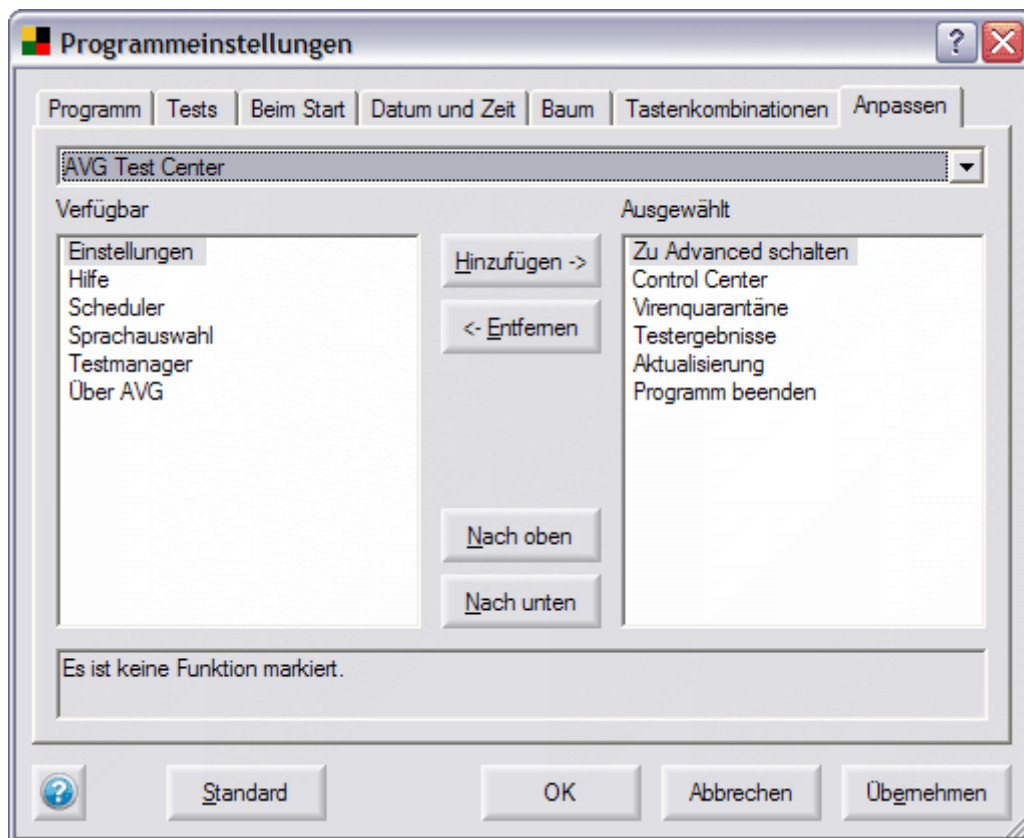 Programmeinstellungen
Programm Tests Beim Start Datum und Zeit Baum Tastenkombinationen Anpassen
AVG Test Center
Verfügbar
Einstellungen
Hilfe
Scheduler
Sprachauswahl
Testmanager
Über AVG
Hinzufügen ->
<- Entfernen
Nach oben
Nach unten
Ausgewählt
Zu Advanced schalten
Control Center
Virenquarantäne
Testergebnisse
Aktualisierung
Programm beenden
Es ist keine Funktion markiert.
Standard OK Abbrechen Übernehmen